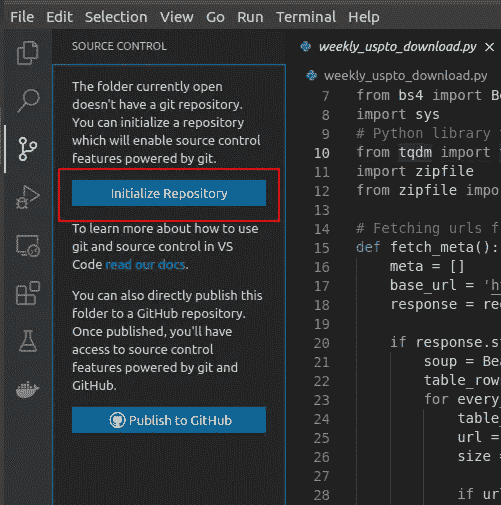 File Edit Selection View Go Run Terminal Help
SOURCE CONTROL
The folder currently open
doesn't have a git repository.
You can initialize a repository
which will enable source control
features powered by git.
Initialize Repository
To learn more about how to use
git and source control in VS
Code read our docs.
You can also directly publish this
folder to a GitHub repository.
Once published, you'll have
access to source control
features powered by git and
GitHub.
Publish to GitHub
weekly_uspto_download.py
weekly_uspto_download.py
7 from bs4 import Be
8 import sys
9 # Python library
10 from tqdm import
11 import zipfile
12 from zipfile impo
13
14 # Fetching urls f
15 def fetch_meta():
16 meta = []
17 base_url = 'h
18 response = re
19
20 if response.s
21 soup = Bea
22 table_row
23 for every_
24 table_
25 url =
26 size =
27
28 if url